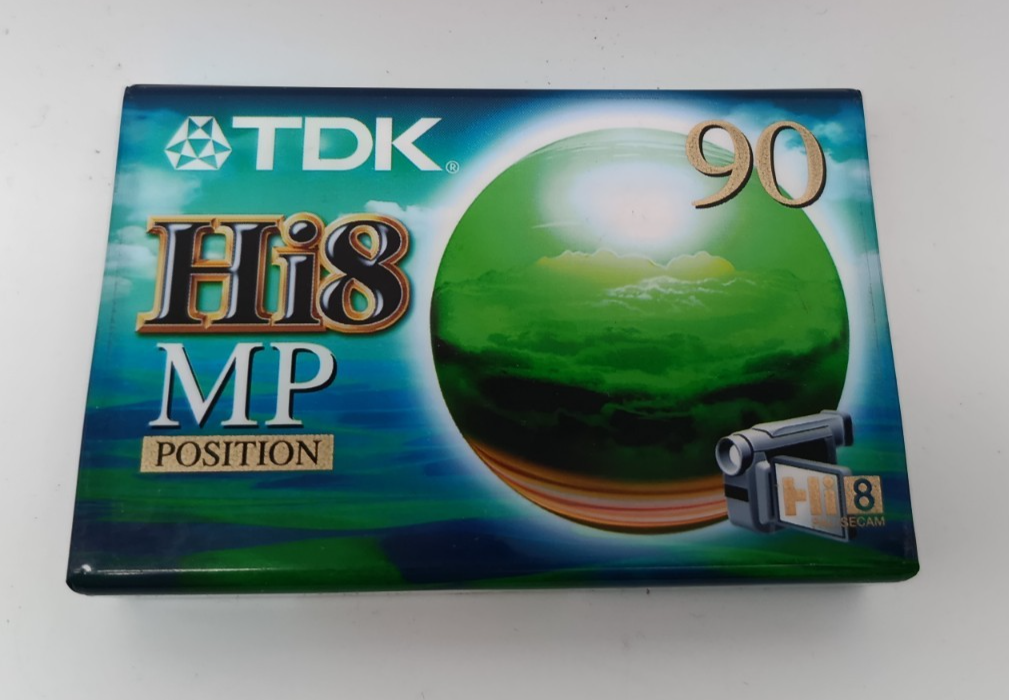 TDK®
90
Hi8
MP
POSITION
Hi8
SECAM